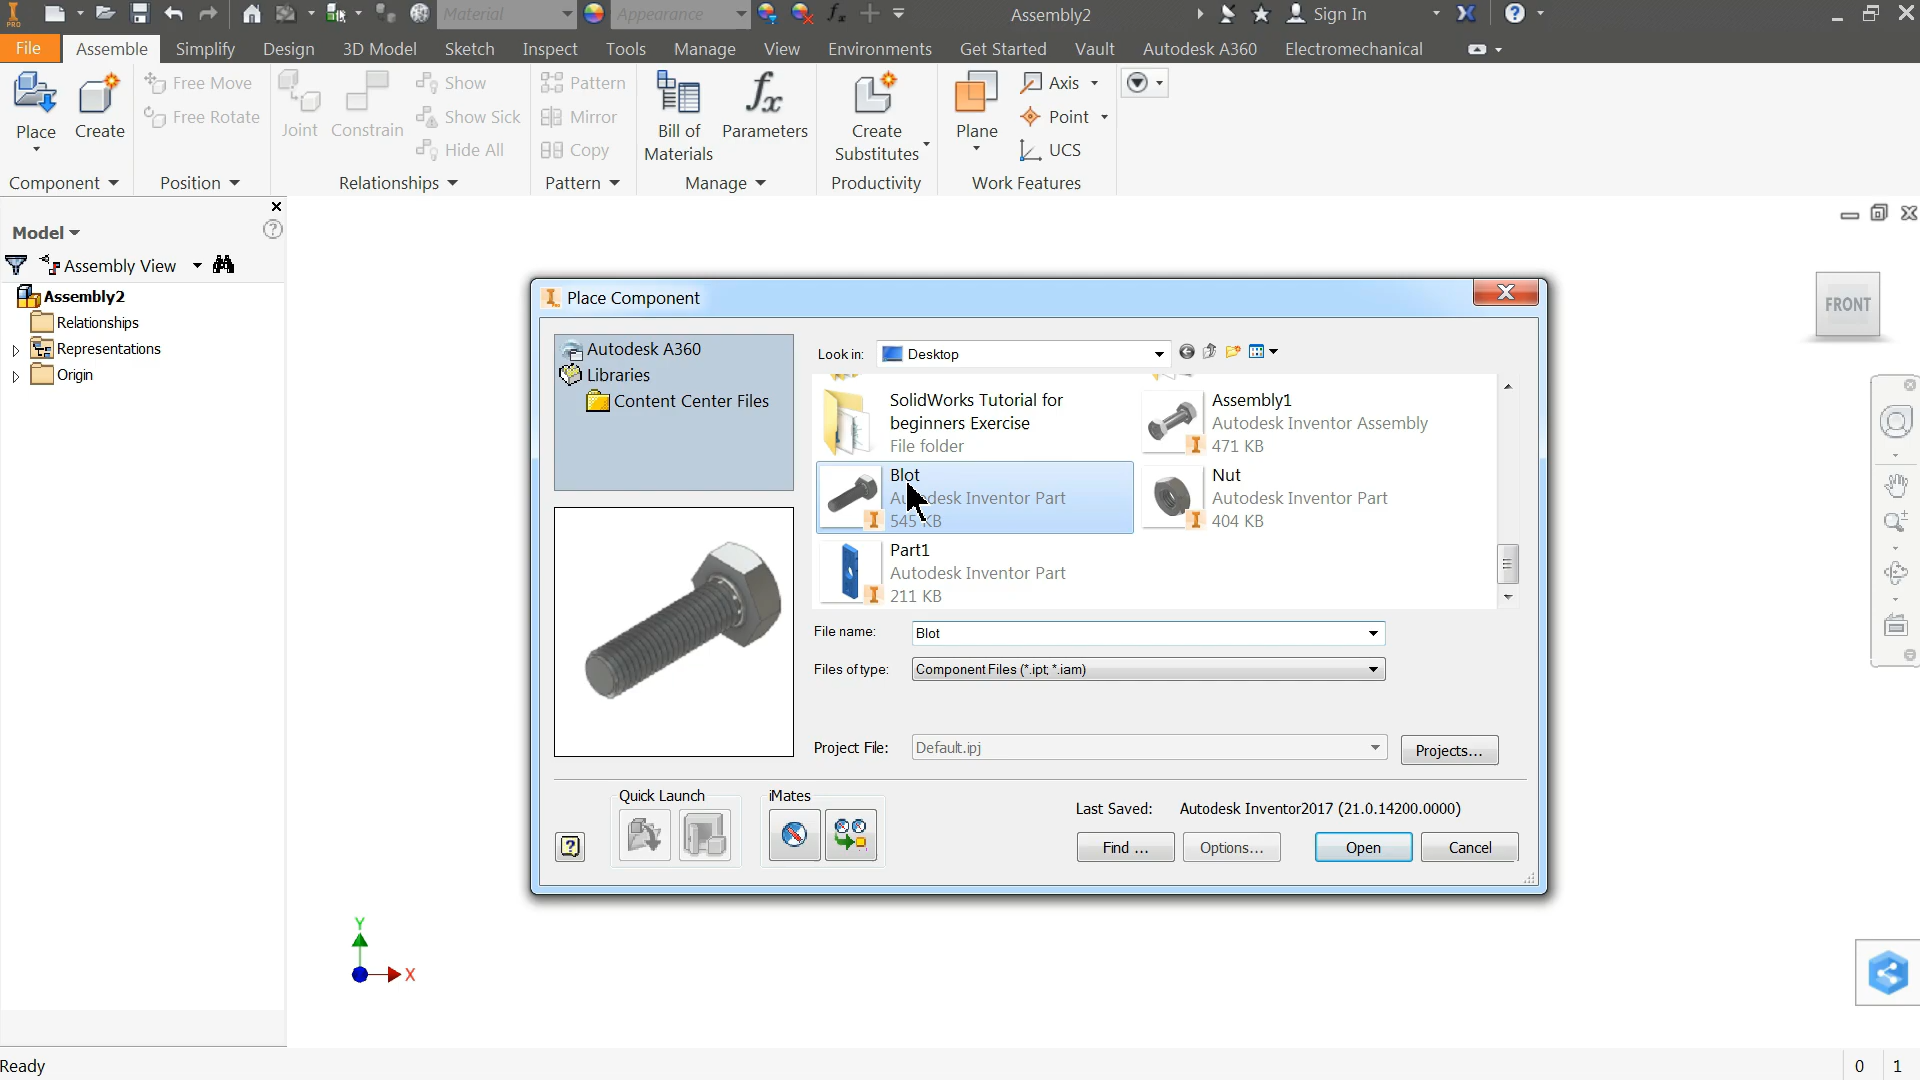 Material
Appearance
Assembly2
Sign In
PRO
File
Assemble
Simplify
Design
3D Model
Sketch
Inspect
Tools
Manage
View
Environments
Get Started
Vault
Autodesk A360
Electromechanical
Place
Create
Free Move
Free Rotate
Joint
Constrain
Show
Show Sick
Hide All
Pattern
Mirror
Copy
Bill of
Materials
Parameters
Create
Substitutes
Plane
Axis
Point
UCS
Component
Position
Relationships
Pattern
Manage
Productivity
Work Features
Model
Assembly View
Assembly2
Relationships
Representations
Origin
FRONT
Place Component
Autodesk A360
Libraries
Content Center Files
Look in:
Desktop
SolidWorks Tutorial for
beginners Exercise
File folder
Assembly1
Autodesk Inventor Assembly
471 KB
Blot
Autodesk Inventor Part
545 KB
Nut
Autodesk Inventor Part
404 KB
Part1
Autodesk Inventor Part
211 KB
File name:
Blot
Files of type:
Component Files (*.ipt; *.iam)
Project File:
Default.ipj
Projects...
Quick Launch
iMates
Last Saved:
Autodesk Inventor2017 (21.0.14200.0000)
Find ...
Options...
Open
Cancel
Y
X
Ready
0
1